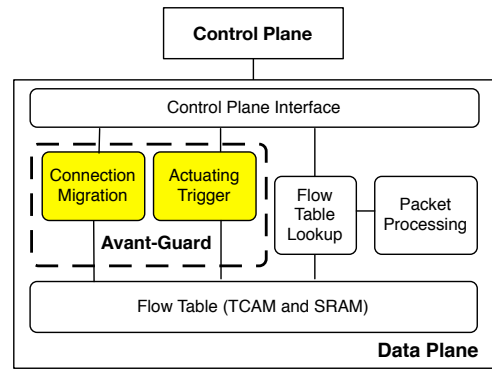 Control Plane
Control Plane Interface
Connection
Migration
Actuating
Trigger
Flow
Table
Lookup
Packet
Processing
Avant-Guard
Flow Table (TCAM and SRAM)
Data Plane